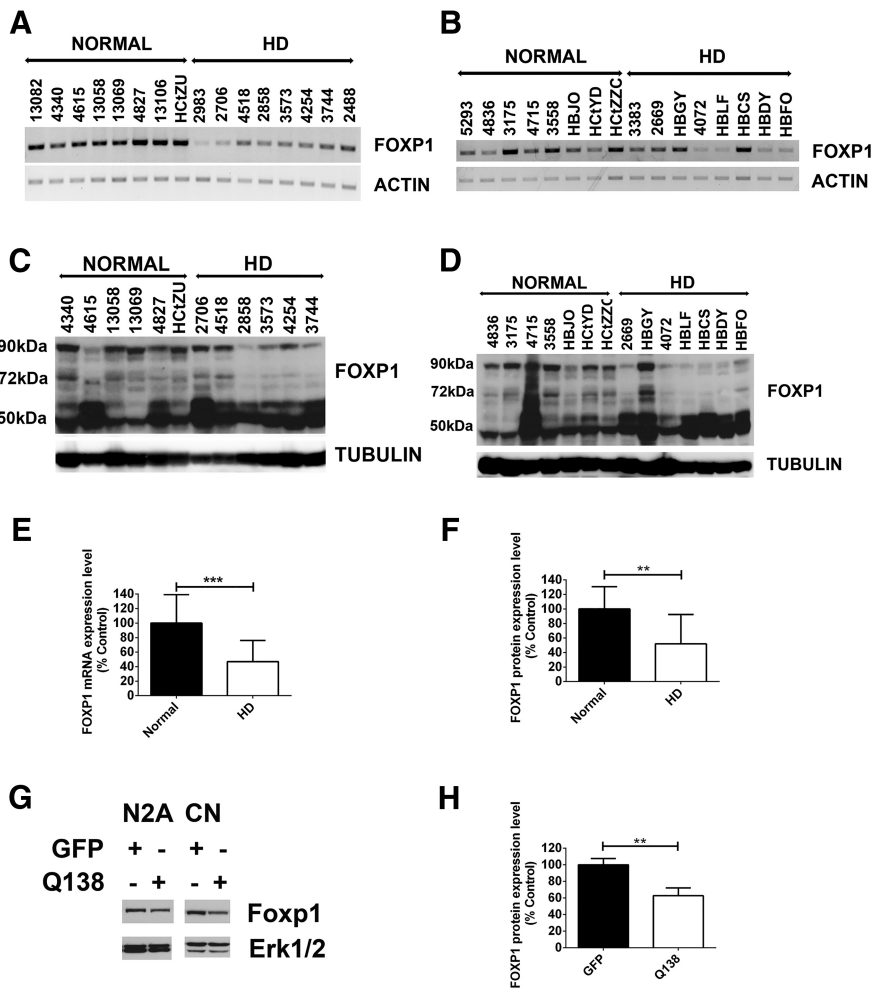 A
NORMAL HD
13082 4340 4615 13058 13069 4827 13106 HCtZU 2983 2706 4518 2858 3573 4254 3744 2488
FOXP1
ACTIN
B
NORMAL HD
5293 4836 3175 4715 3558 HBJO HCtYD HCtZZC 3383 2669 HBGY 4072 HBLF HBCS HBDY HBFO
FOXP1
ACTIN
C
NORMAL HD
4340 4615 13058 13069 4827 HCtZU 2706 4518 2858 3573 4254 3744
90kDa
72kDa
50kDa
FOXP1
TUBULIN
D
NORMAL HD
4836 3175 4715 3558 HBJO HCtYD HCtZZC 2669 HBGY 4072 HBLF HBCS HBDY HBFO
90kDa
72kDa
50kDa
FOXP1
TUBULIN
E
FOXP1 mRNA expression level
(% Control)
140
120
100
80
60
40
20
0
***
Normal HD
F
FOXP1 protein expression level
(% Control)
140
120
100
80
60
40
20
0
**
Normal HD
G
N2A CN
GFP + - + -
Q138 - + - +
Foxp1
Erk1/2
H
FOXP1 protein expression level
(% Control)
120
100
80
60
40
20
0
**
GFP Q138